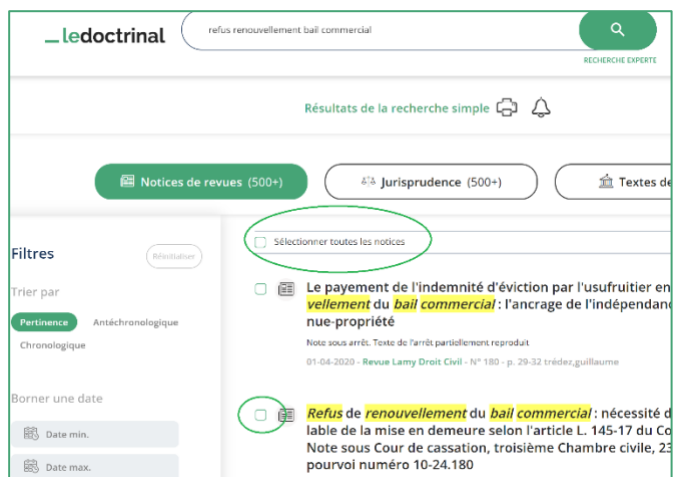 _ ledoctrinal
refus renouvellement bail commercial
RECHERCHE EXPERTE
Résultats de la recherche simple
Notices de revues (500+)
Jurisprudence (500+)
Textes de
Filtres
Réinitialiser
Sélectionner toutes les notices
Trier par
Pertinence
Antéchronologique
Chronologique
Le payement de l'indemnité d'éviction par l'usufruitier en
vellement du bail commercial : l'ancrage de l'indépendan
nue-propriété
Note sous arrêt. Texte de l'arrêt partiellement reproduit
01-04-2020 - Revue Lamy Droit Civil - N° 180 - p. 29-32 trédez,guillaume
Borner une date
Date min.
Date max.
Refus de renouvellement du bail commercial : nécessité d
lable de la mise en demeure selon l'article L. 145-17 du Co
Note sous Cour de cassation, troisième Chambre civile, 23
pourvoi numéro 10-24.180